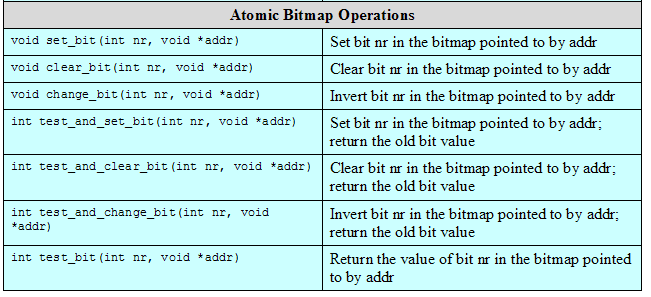 Atomic Bitmap Operations
void set_bit(int nr, void *addr)
Set bit nr in the bitmap pointed to by addr
void clear_bit(int nr, void *addr)
Clear bit nr in the bitmap pointed to by addr
void change_bit(int nr, void *addr)
Invert bit nr in the bitmap pointed to by addr
int test_and_set_bit(int nr, void *addr)
Set bit nr in the bitmap pointed to by addr;
return the old bit value
int test_and_clear_bit(int nr, void *addr)
Clear bit nr in the bitmap pointed to by addr;
return the old bit value
int test_and_change_bit(int nr, void
*addr)
Invert bit nr in the bitmap pointed to by addr;
return the old bit value
int test_bit(int nr, void *addr)
Return the value of bit nr in the bitmap pointed
to by addr